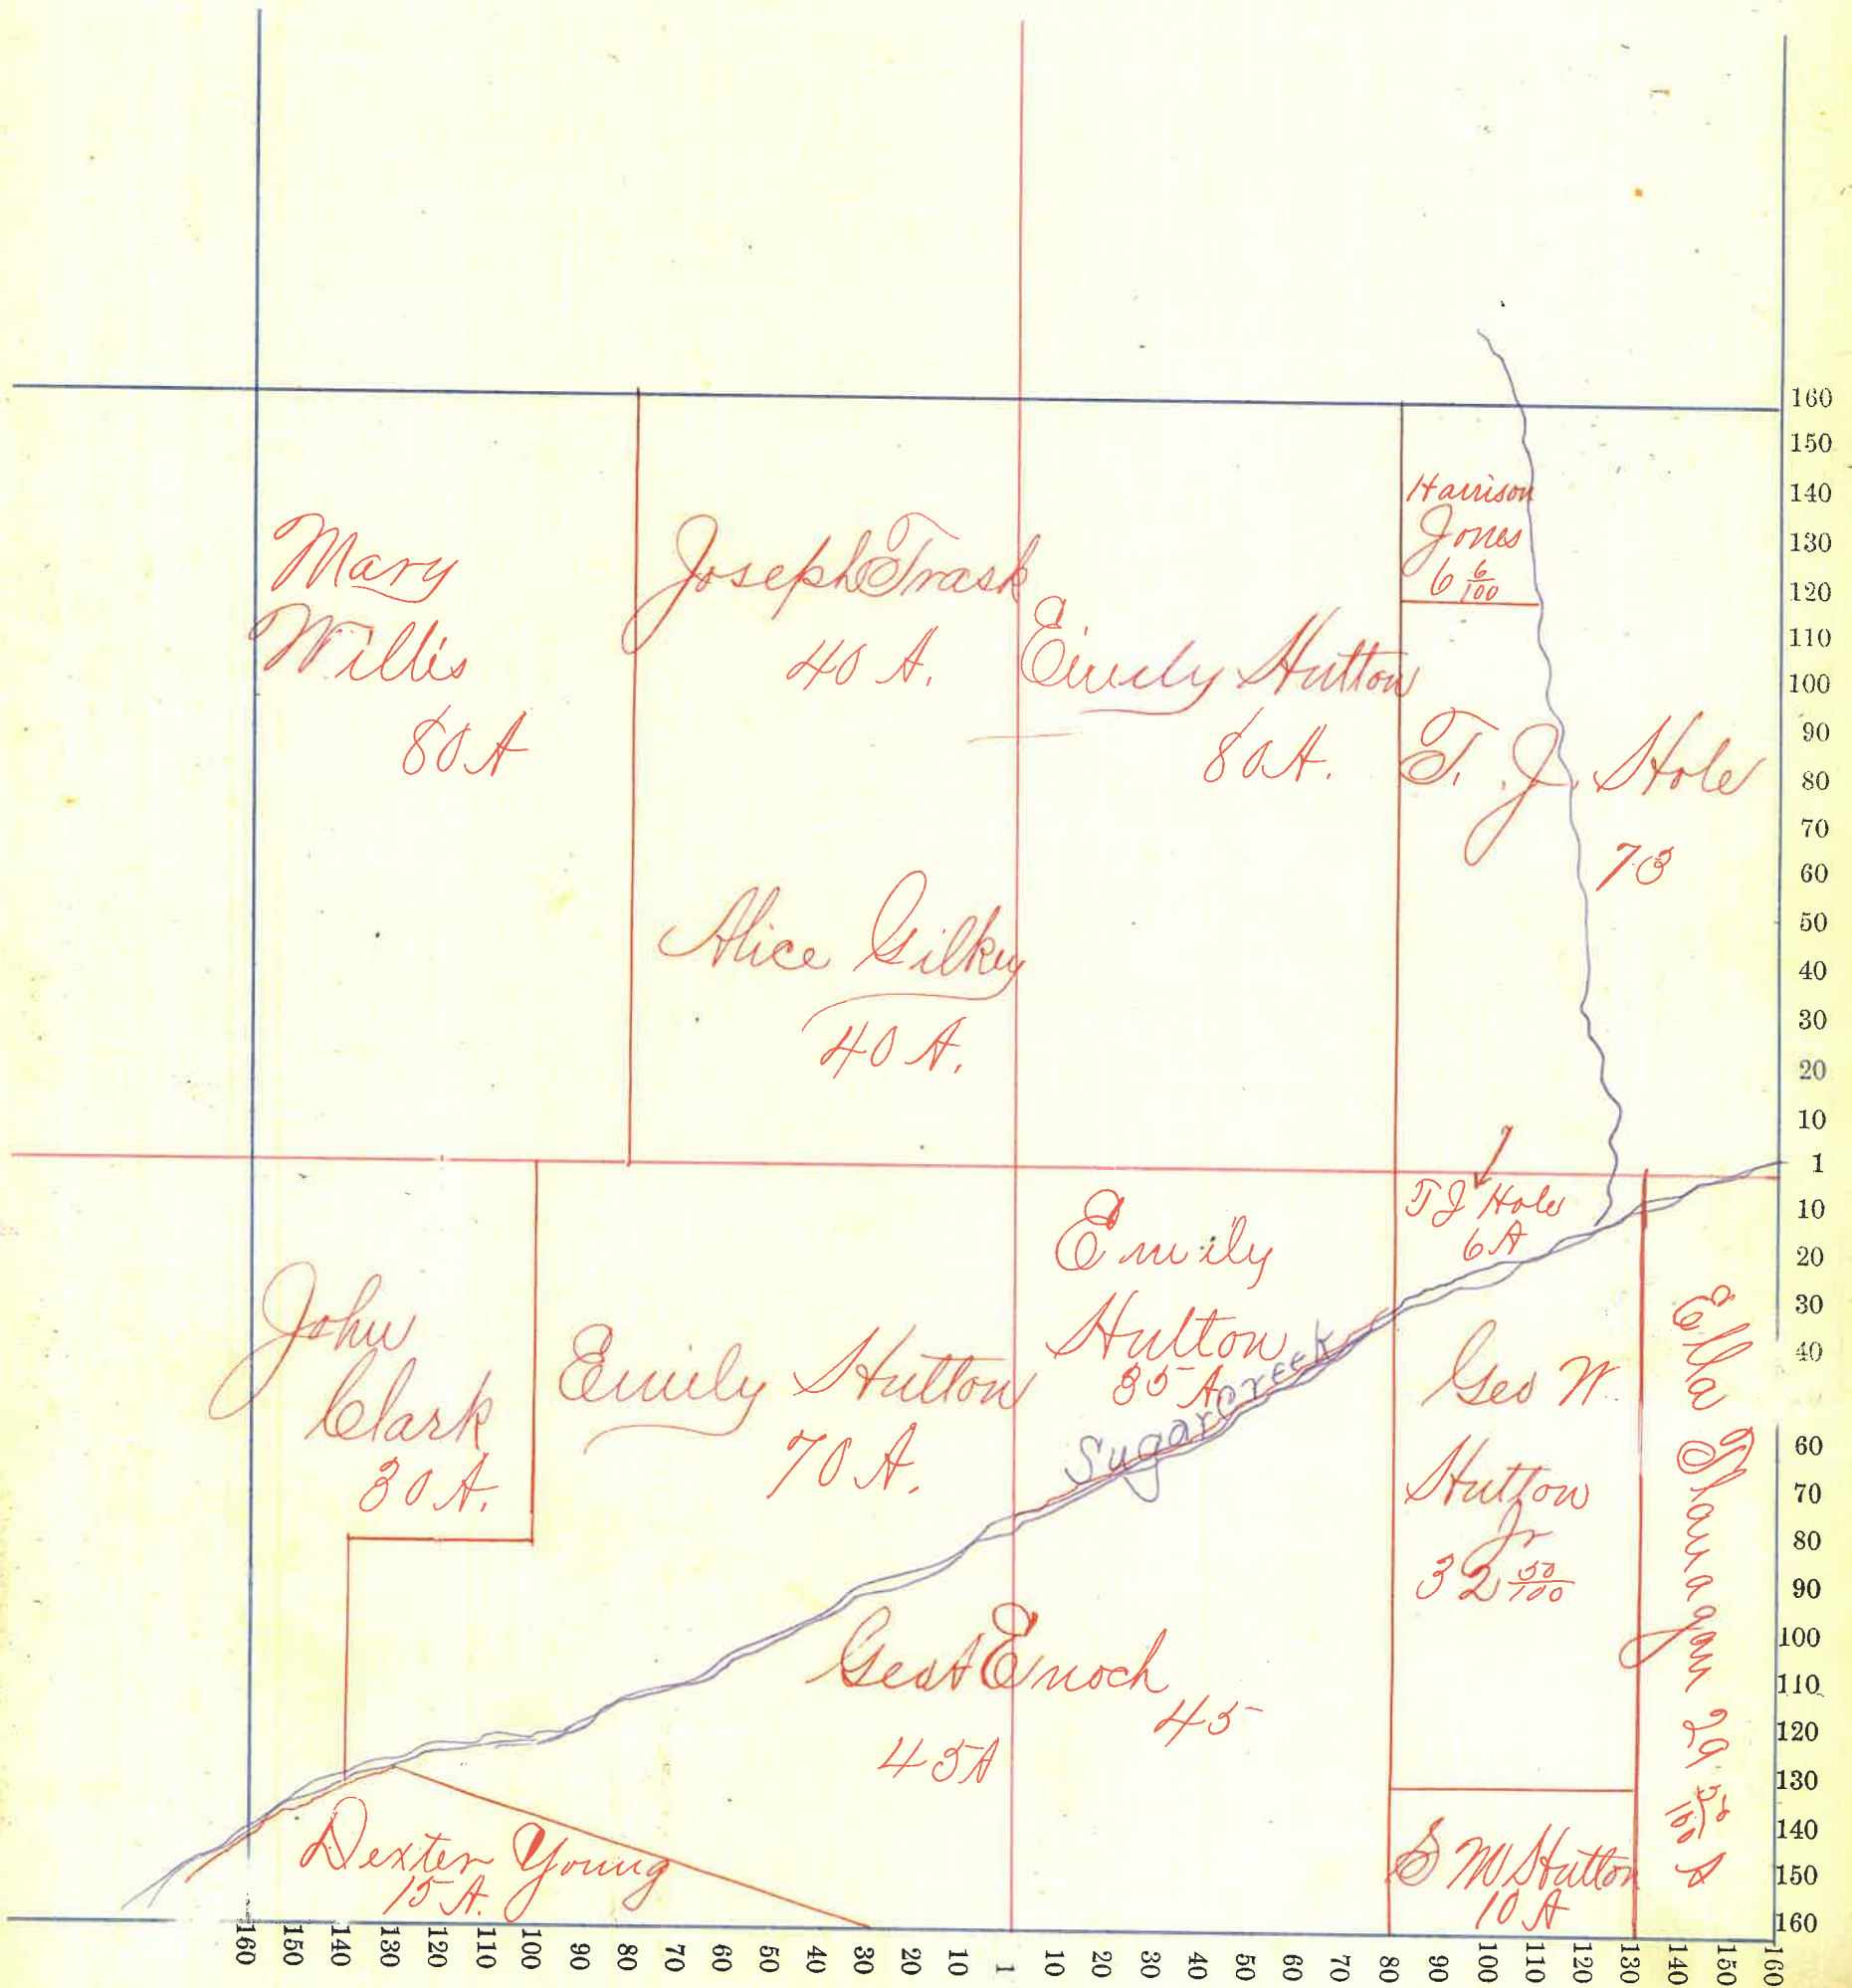 Mary
Willis
80 A
Joseph Trask
40 A.
Emily Hutton
80 A.
Harrison
Jones
6 6/100
T. J. Hole
73
Alice Gilkey
40 A.
T J Hole
6 A
John
Clark
30 A.
Emily Hutton
70 A.
Emily
Hutton
35 A
Sugar Creek
Geo W.
Hutton
Jr
32 50/100
Ella Flanagan 29 50/100 A
Enoch
45
45 A
Dexter Young
15 A.
S M Hutton
10 A
160
150
140
130
120
110
100
90
80
70
60
50
40
30
20
10
1
10
20
30
40
60
70
80
90
100
110
120
130
140
150
160
160 150 140 130 120 110 100 90 80 70 60 50 40 30 20 10 1 10 20 30 40 50 60 70 80 90 100 110 120 130 140 150 160